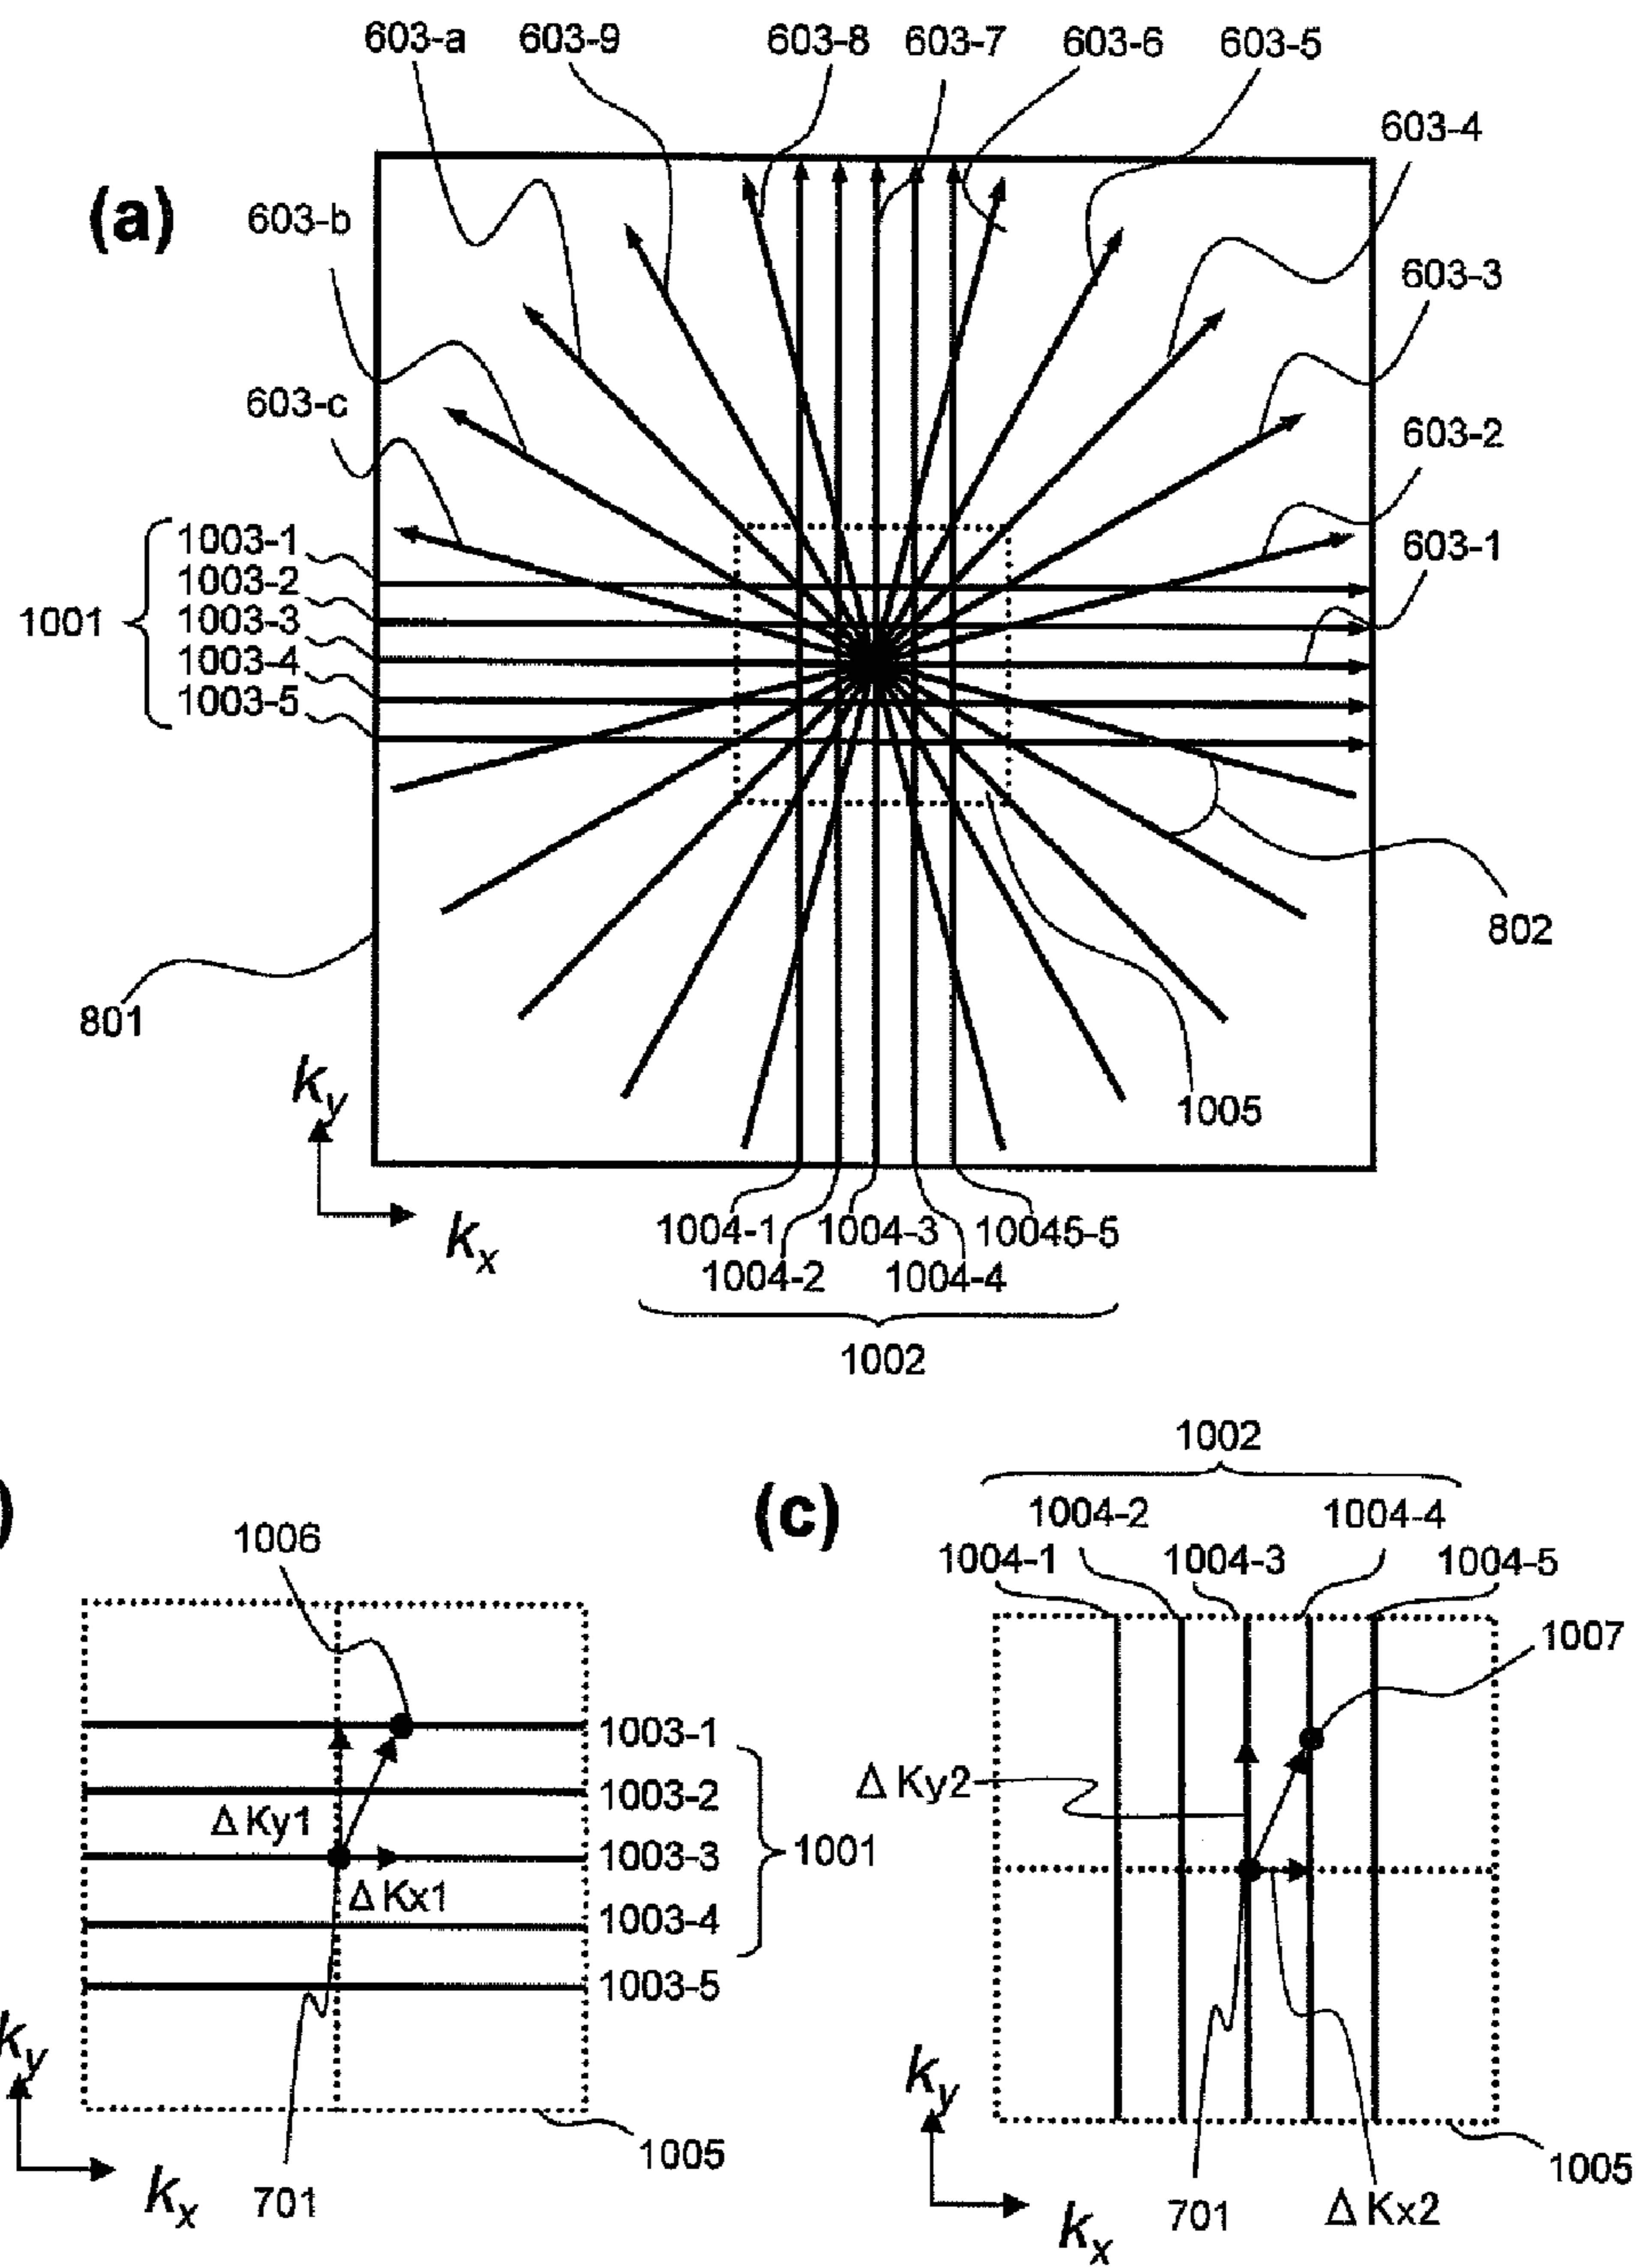 603-a 603-9 603-8 603-7 603-6 603-5
603-4
(a)
603-b
603-3
603-c
603-2
1003-1
603-1
1003-2
1001
1003-3
1003-4
1003-5
802
801
1005
ky
kx
1004-1 1004-3 10045-5
1004-2 1004-4
1002
)
1006
1003-1
1003-2
ΔKy1
1003-3
1001
ΔKx1
1003-4
1003-5
ky
kx
701
1005
(c)
1002
1004-2 1004-4
1004-1 1004-3 1004-5
1007
ΔKy2
ky
kx
701
ΔKx2
1005